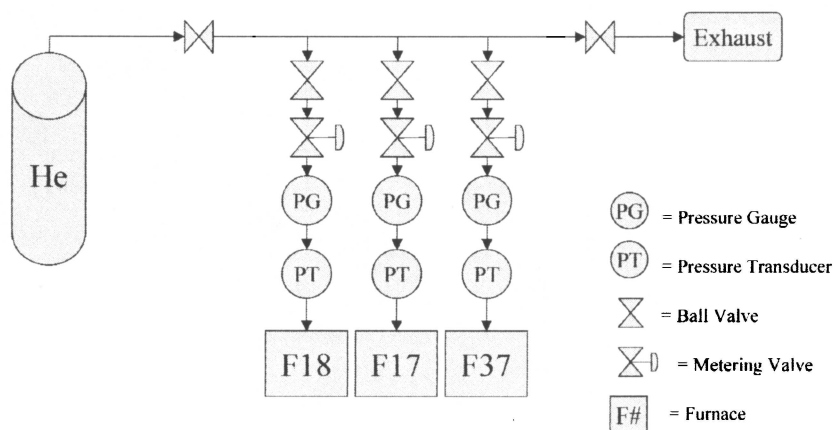 Exhaust
He
PG PG PG
PT PT PT
F18 F17 F37
PG = Pressure Gauge
PT = Pressure Transducer
= Ball Valve
= Metering Valve
F# = Furnace